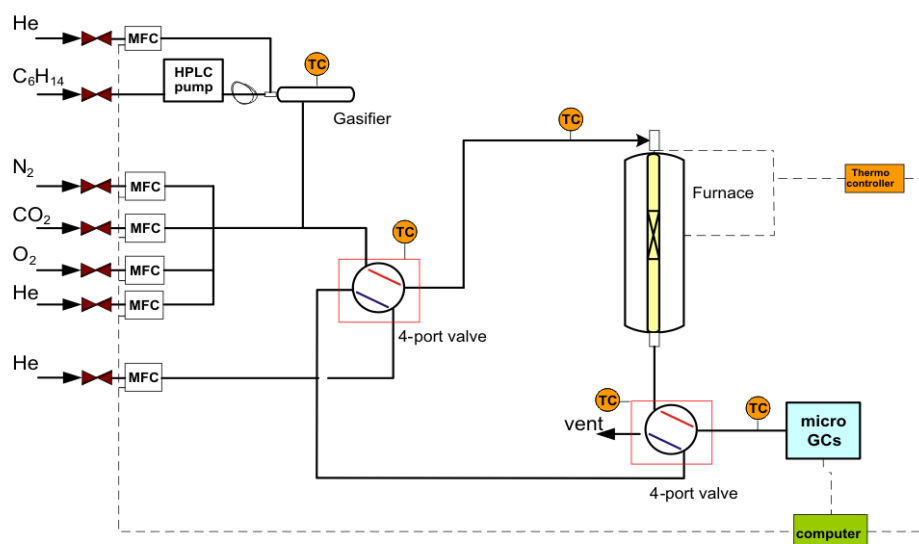 He
MFC
C₆H₁₄
HPLC
pump
TC
Gasifier
TC
N₂
MFC
CO₂
MFC
O₂
MFC
He
MFC
TC
4-port valve
Furnace
Thermo
controller
He
MFC
TC
vent
TC
micro
GCs
4-port valve
computer